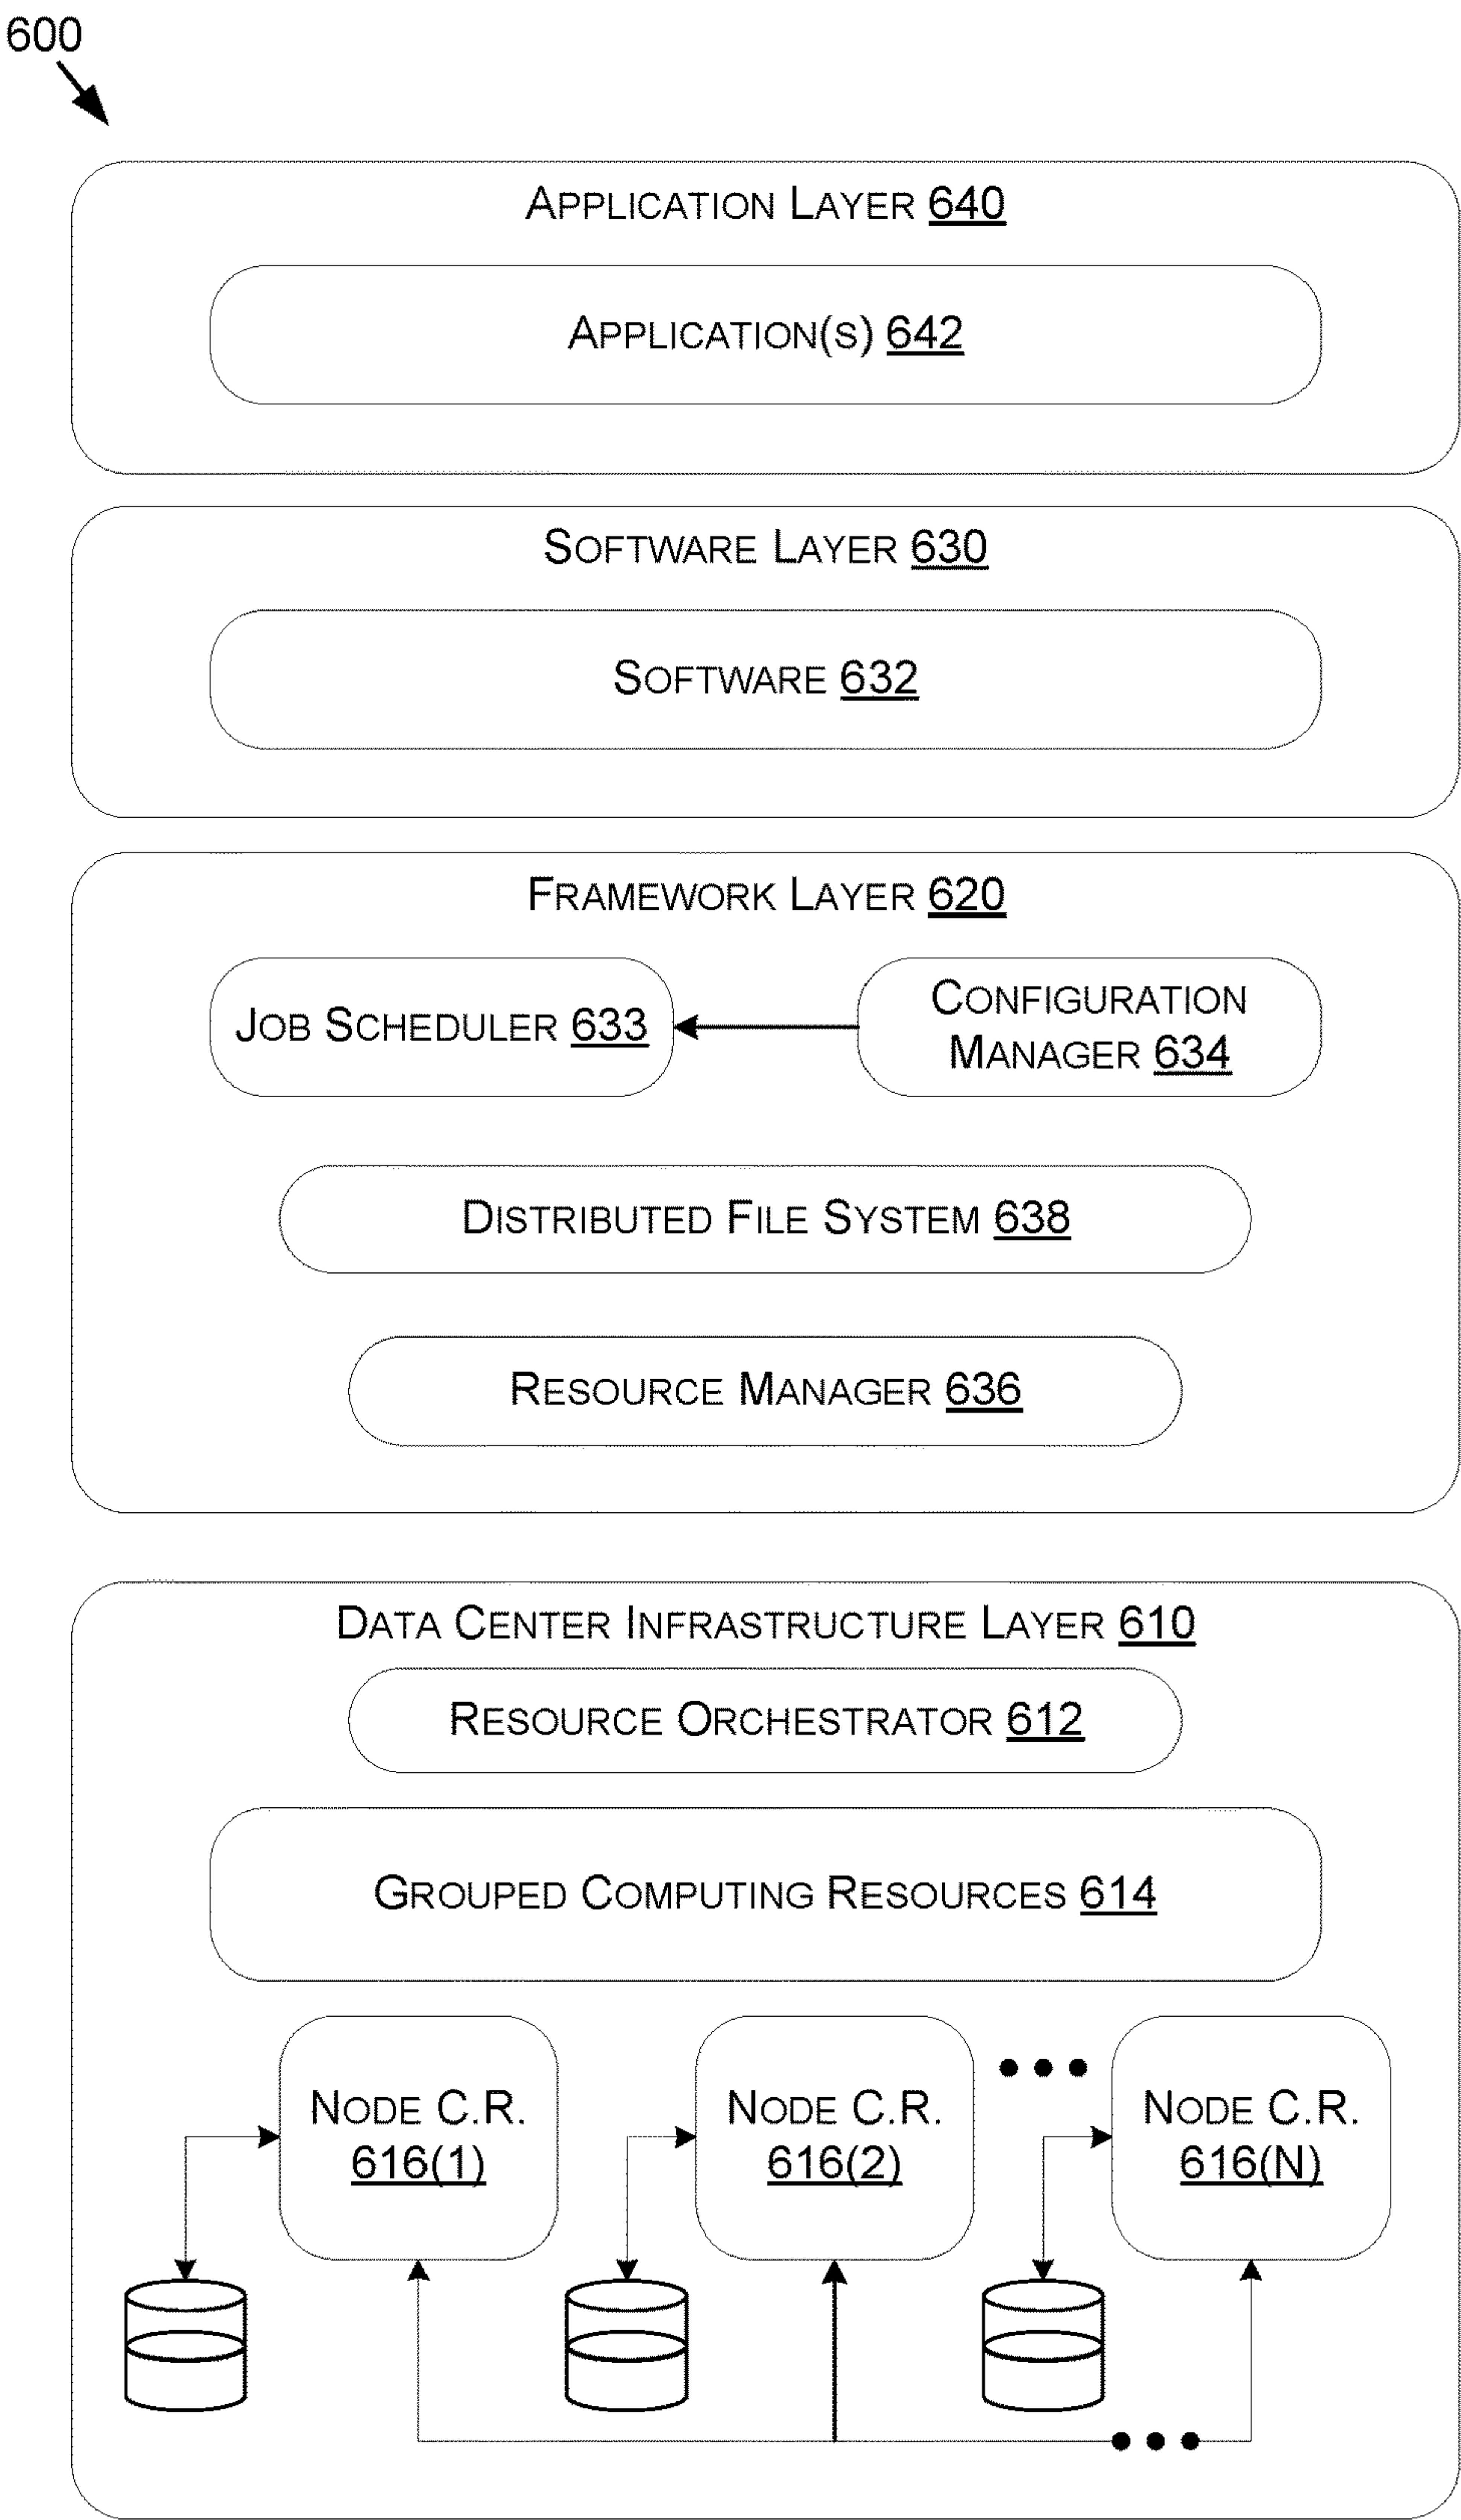 600
APPLICATION LAYER 640
APPLICATION(S) 642
SOFTWARE LAYER 630
SOFTWARE 632
FRAMEWORK LAYER 620
JOB SCHEDULER 633
CONFIGURATION
MANAGER 634
DISTRIBUTED FILE SYSTEM 638
RESOURCE MANAGER 636
DATA CENTER INFRASTRUCTURE LAYER 610
RESOURCE ORCHESTRATOR 612
GROUPED COMPUTING RESOURCES 614
NODE C.R.
616(1)
NODE C.R.
616(2)
NODE C.R.
616(N)